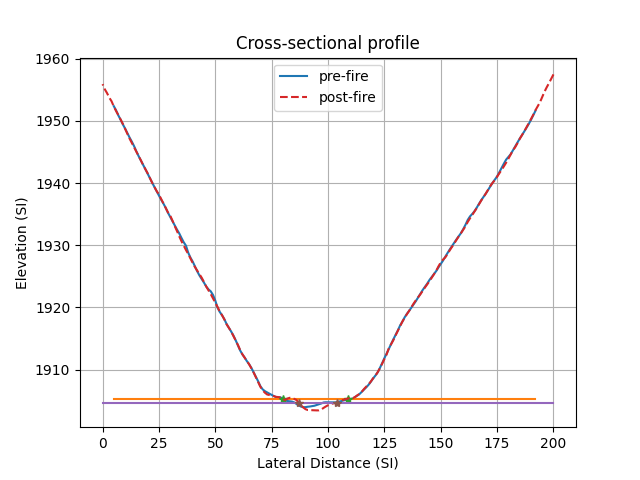 Cross-sectional profile
pre-fire
post-fire
1960
1950
1940
1930
1920
1910
Elevation (SI)
0 25 50 75 100 125 150 175 200
Lateral Distance (SI)